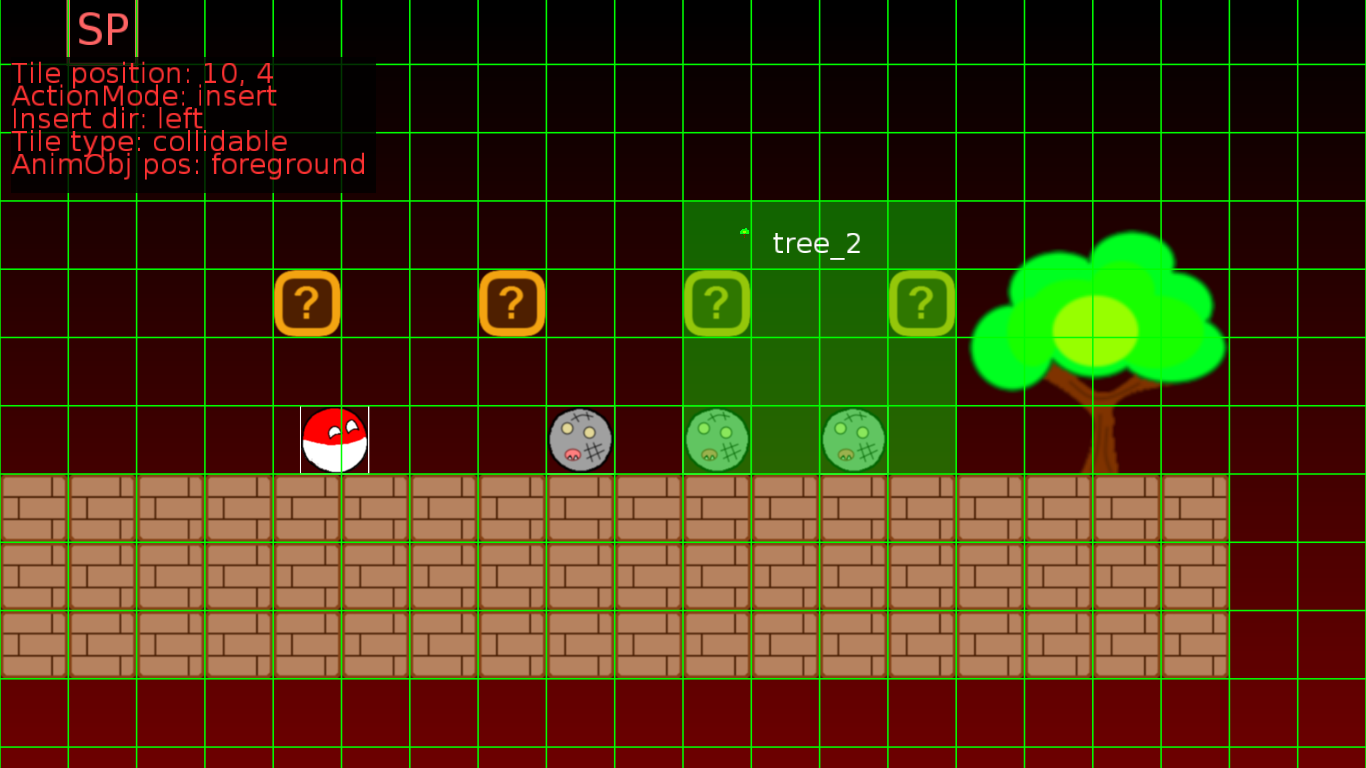 SP
Tile position: 10, 4
ActionMode: insert
Insert dir: left
Tile type: collidable
AnimObj pos: foreground
tree_2
? ? ? ?